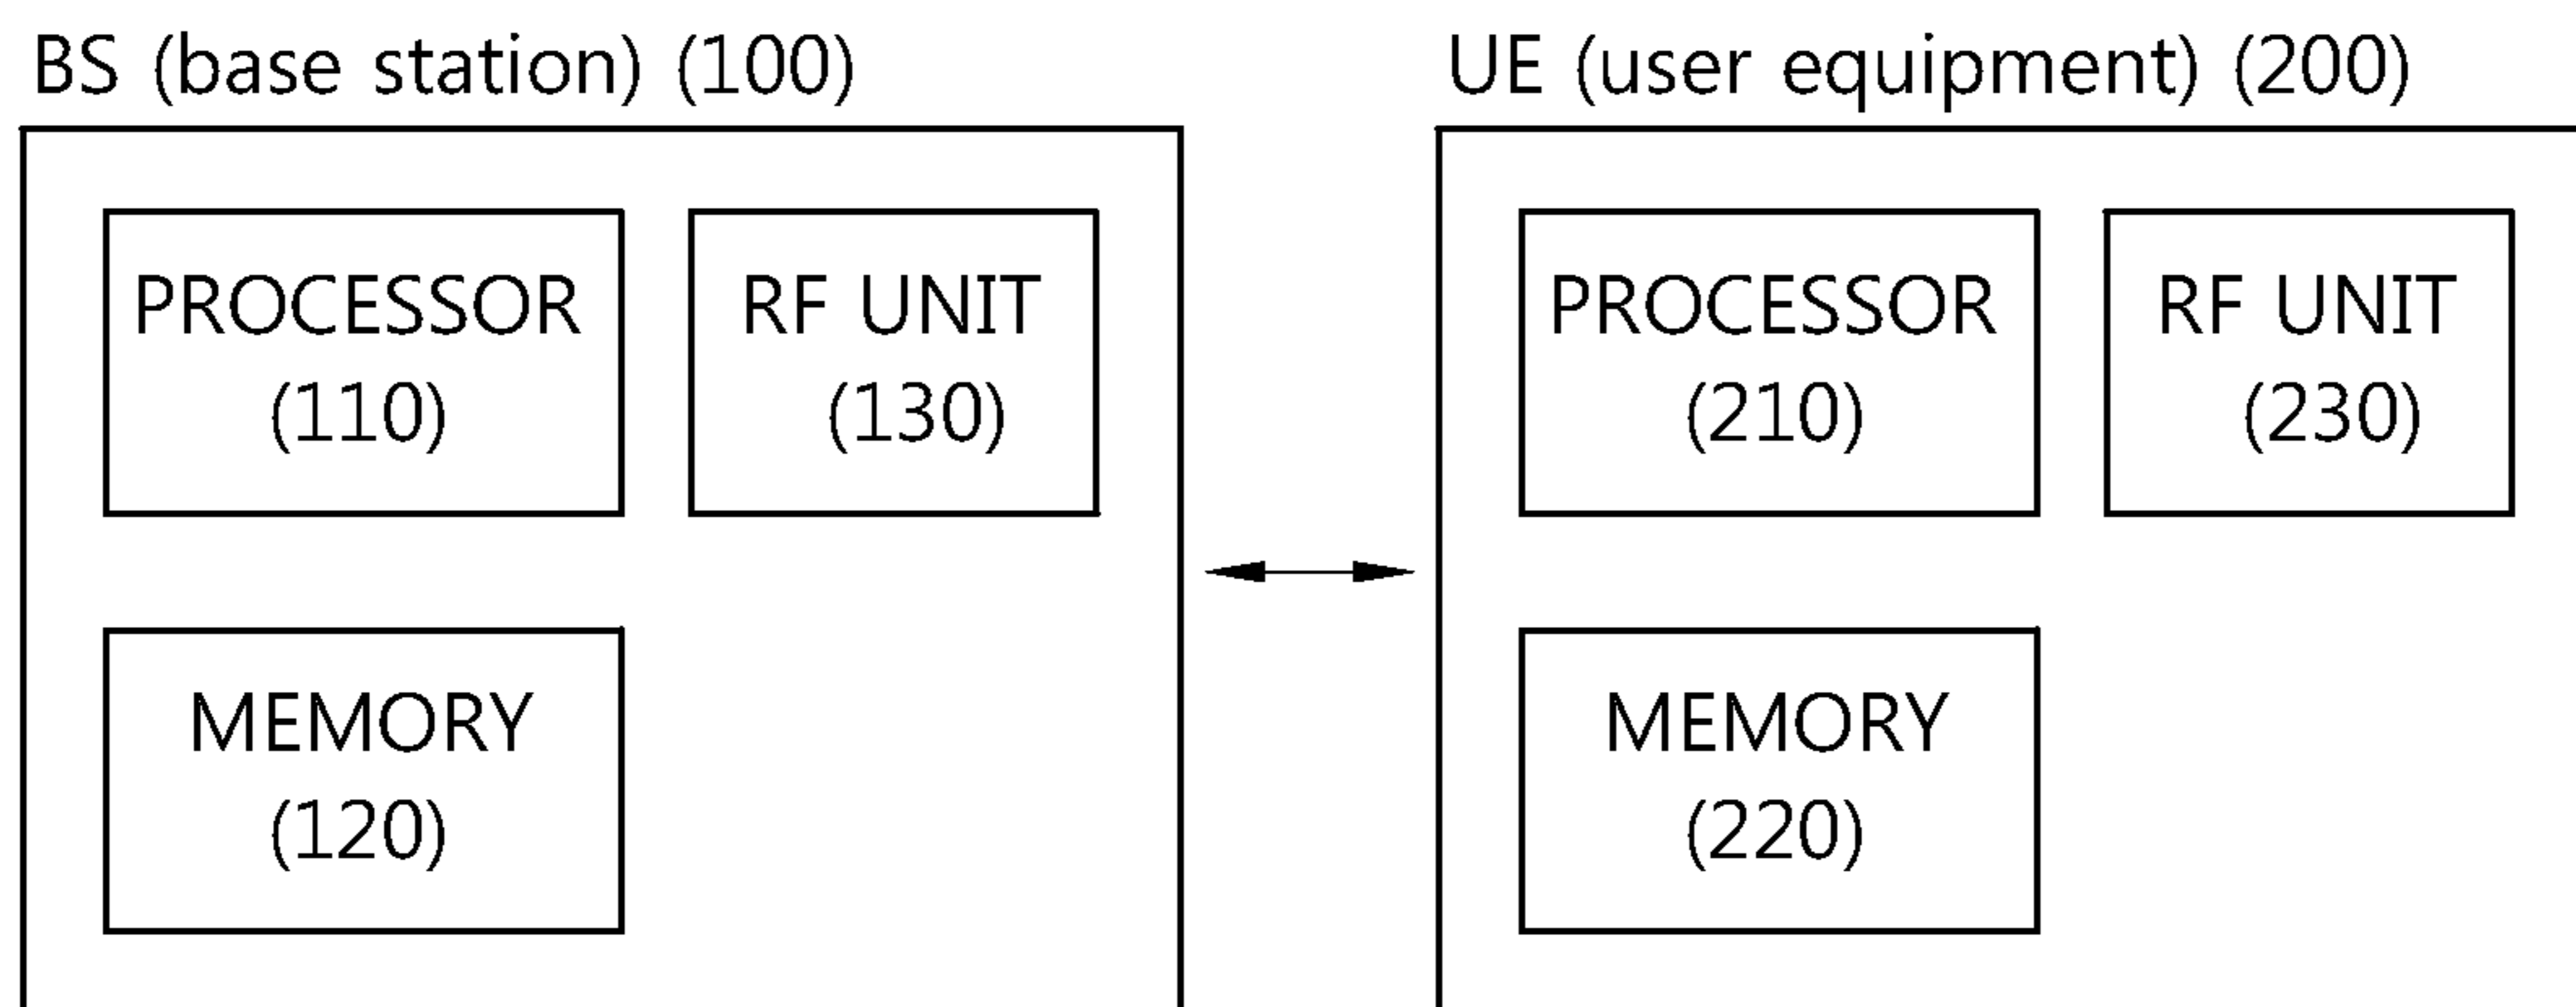 BS (base station) (100)
PROCESSOR
(110)
RF UNIT
(130)
MEMORY
(120)
UE (user equipment) (200)
PROCESSOR
(210)
RF UNIT
(230)
MEMORY
(220)